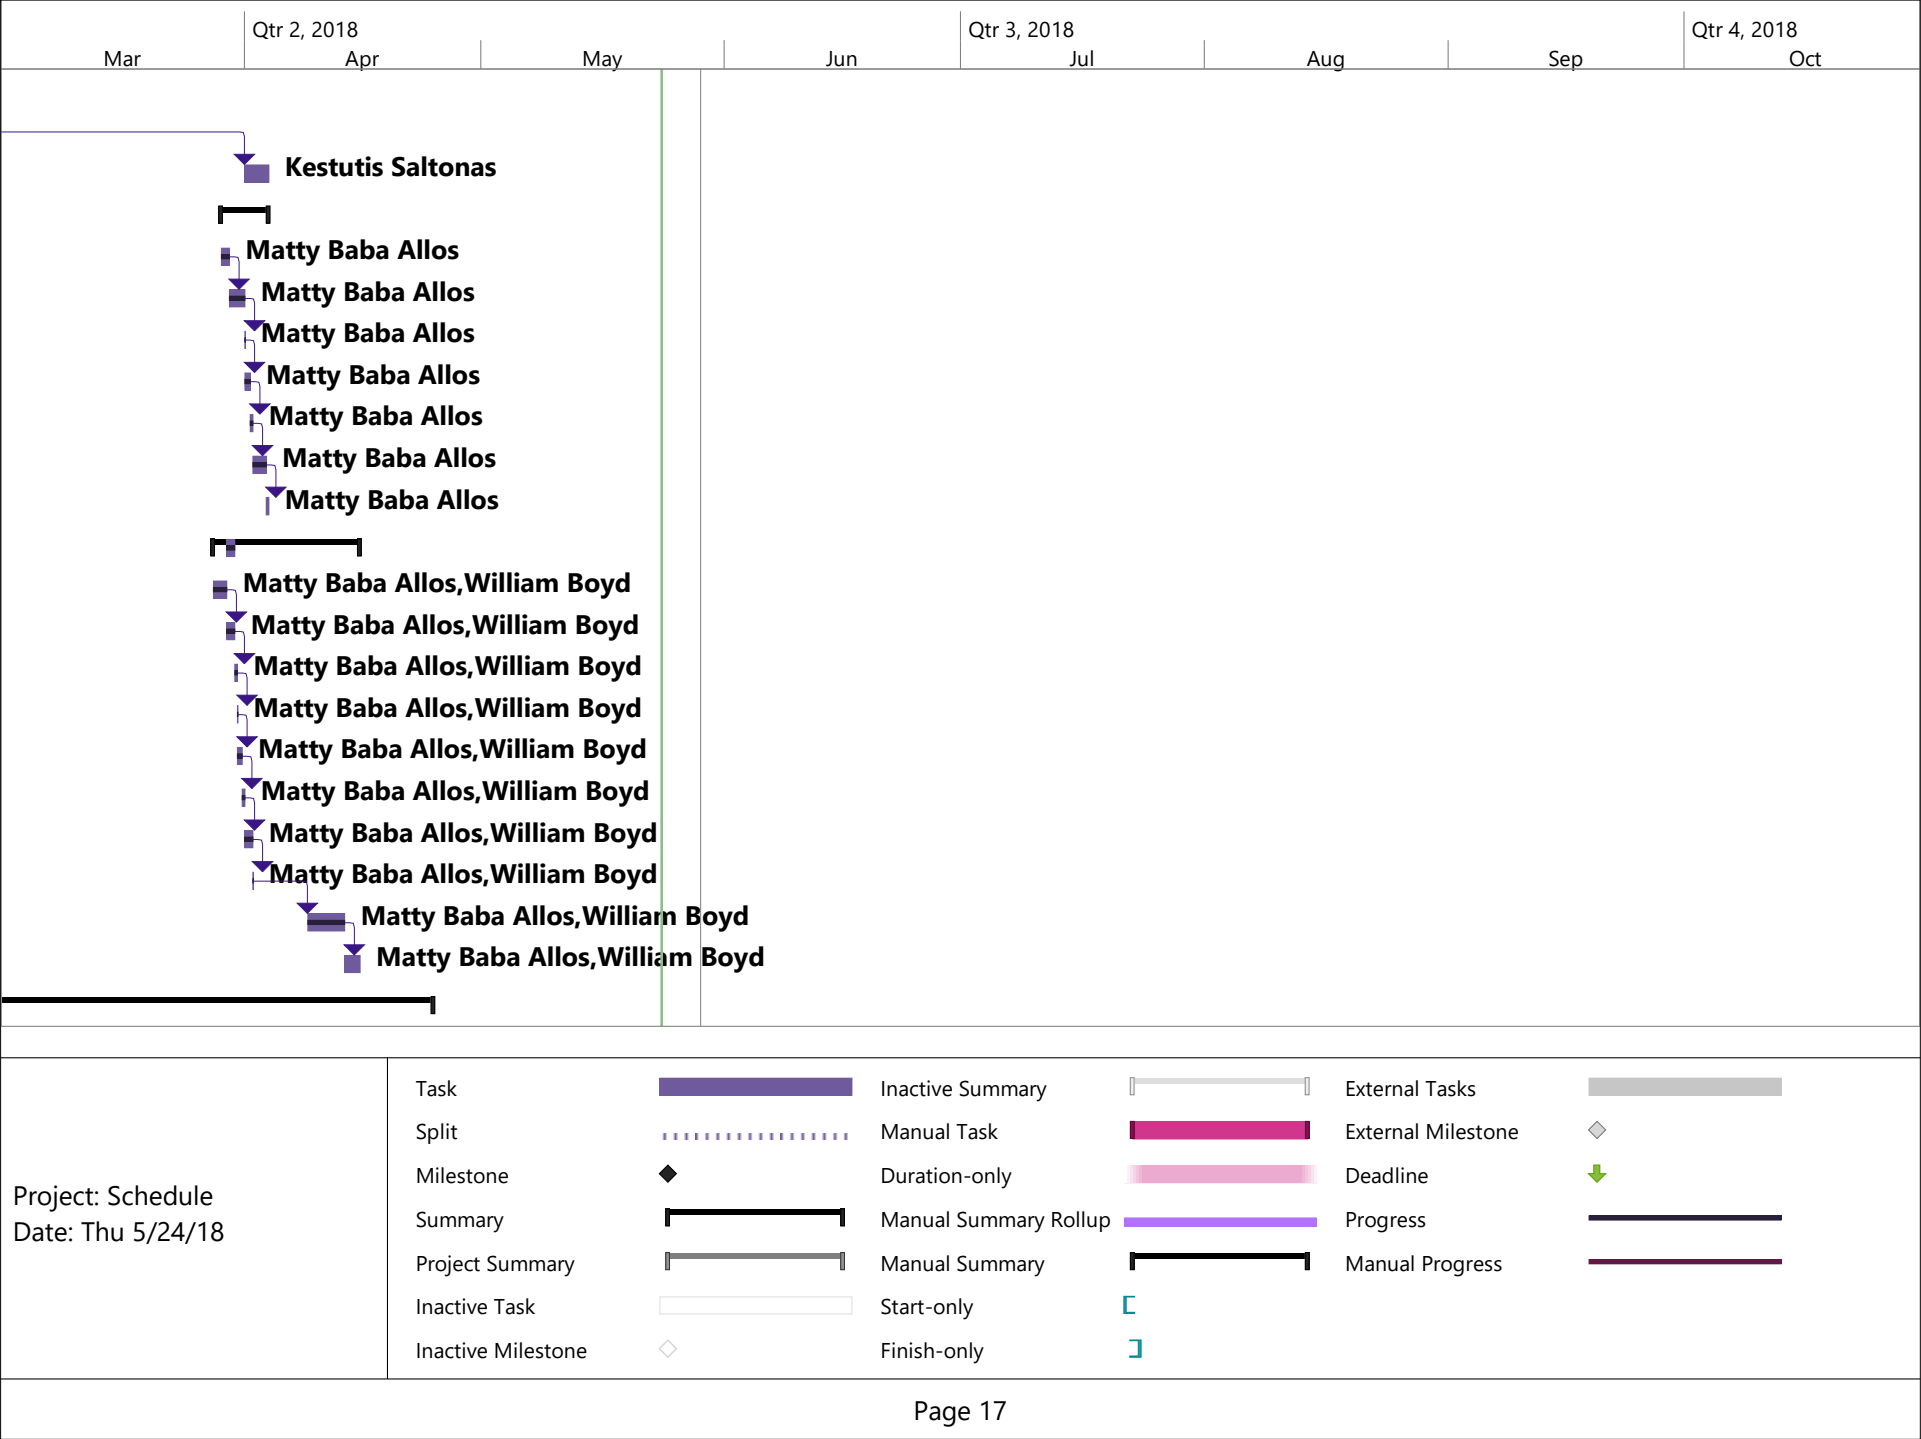 Qtr 2, 2018 Qtr 3, 2018 Qtr 4, 2018
Mar Apr May Jun Jul Aug Sep Oct
Kestutis Saltonas
Matty Baba Allos
Matty Baba Allos
Matty Baba Allos
Matty Baba Allos
Matty Baba Allos
Matty Baba Allos
Matty Baba Allos
Matty Baba Allos,William Boyd
Matty Baba Allos,William Boyd
Matty Baba Allos,William Boyd
Matty Baba Allos,William Boyd
Matty Baba Allos,William Boyd
Matty Baba Allos,William Boyd
Matty Baba Allos,William Boyd
Matty Baba Allos,William Boyd
Matty Baba Allos,William Boyd
Matty Baba Allos,William Boyd
Project: Schedule
Date: Thu 5/24/18
Task
Split
Milestone
Summary
Project Summary
Inactive Task
Inactive Milestone
Inactive Summary
Manual Task
Duration-only
Manual Summary Rollup
Manual Summary
Start-only
Finish-only
External Tasks
External Milestone
Deadline
Progress
Manual Progress
Page 17